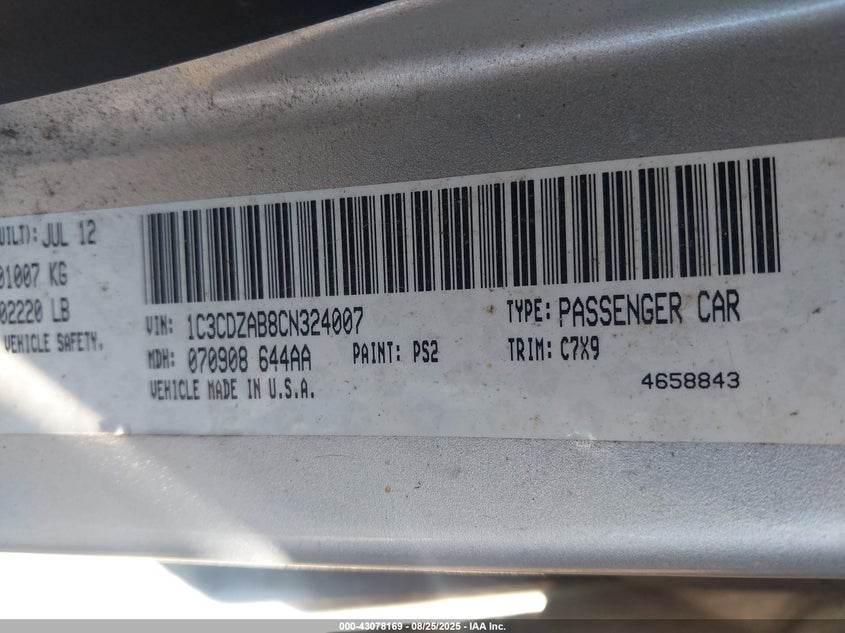 UILT): JUL 12
01007 KG
02220 LB
VEHICLE SAFETY.
VIN: 1C3CDZAB8CN324007
TYPE: PASSENGER CAR
MDH: 070908 644AA PAINT: PS2 TRIM: C7X9
VEHICLE MADE IN U.S.A.
4658843
000-43078169 - 08/25/2025 - IAA Inc.